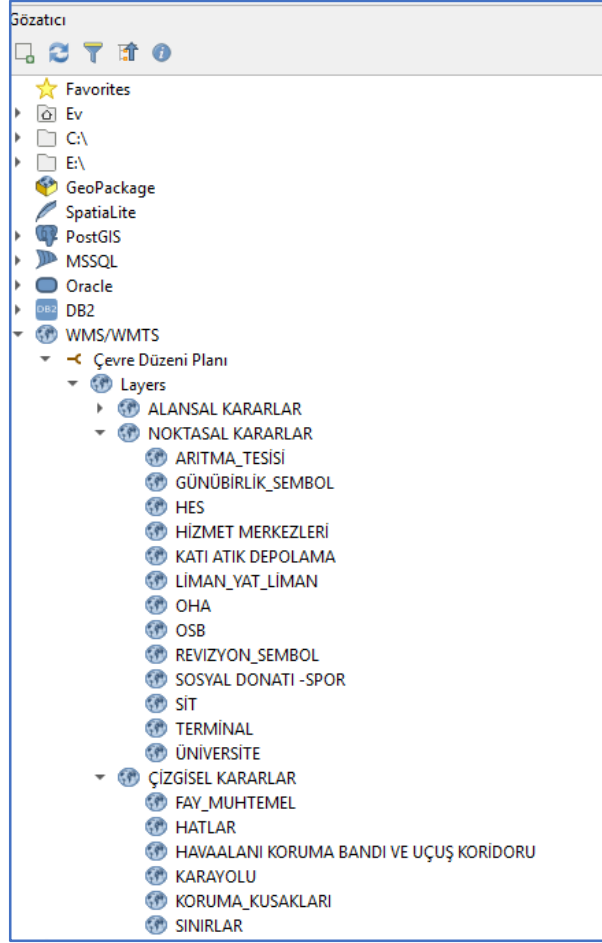 Gözatıcı
Favorites
Ev
C:\
E:\
GeoPackage
SpatiaLite
PostGIS
MSSQL
Oracle
DB2 DB2
WMS/WMTS
Çevre Düzeni Planı
Layers
ALANSAL KARARLAR
NOKTASAL KARARLAR
ARITMA_TESİSİ
GÜNÜBİRLİK_SEMBOL
HES
HİZMET MERKEZLERİ
KATI ATIK DEPOLAMA
LİMAN_YAT_LİMAN
OHA
OSB
REVIZYON_SEMBOL
SOSYAL DONATI -SPOR
SİT
TERMİNAL
ÜNİVERSİTE
ÇİZGİSEL KARARLAR
FAY_MUHTEMEL
HATLAR
HAVAALANI KORUMA BANDI VE UÇUŞ KORİDORU
KARAYOLU
KORUMA_KUSAKLARI
SINIRLAR